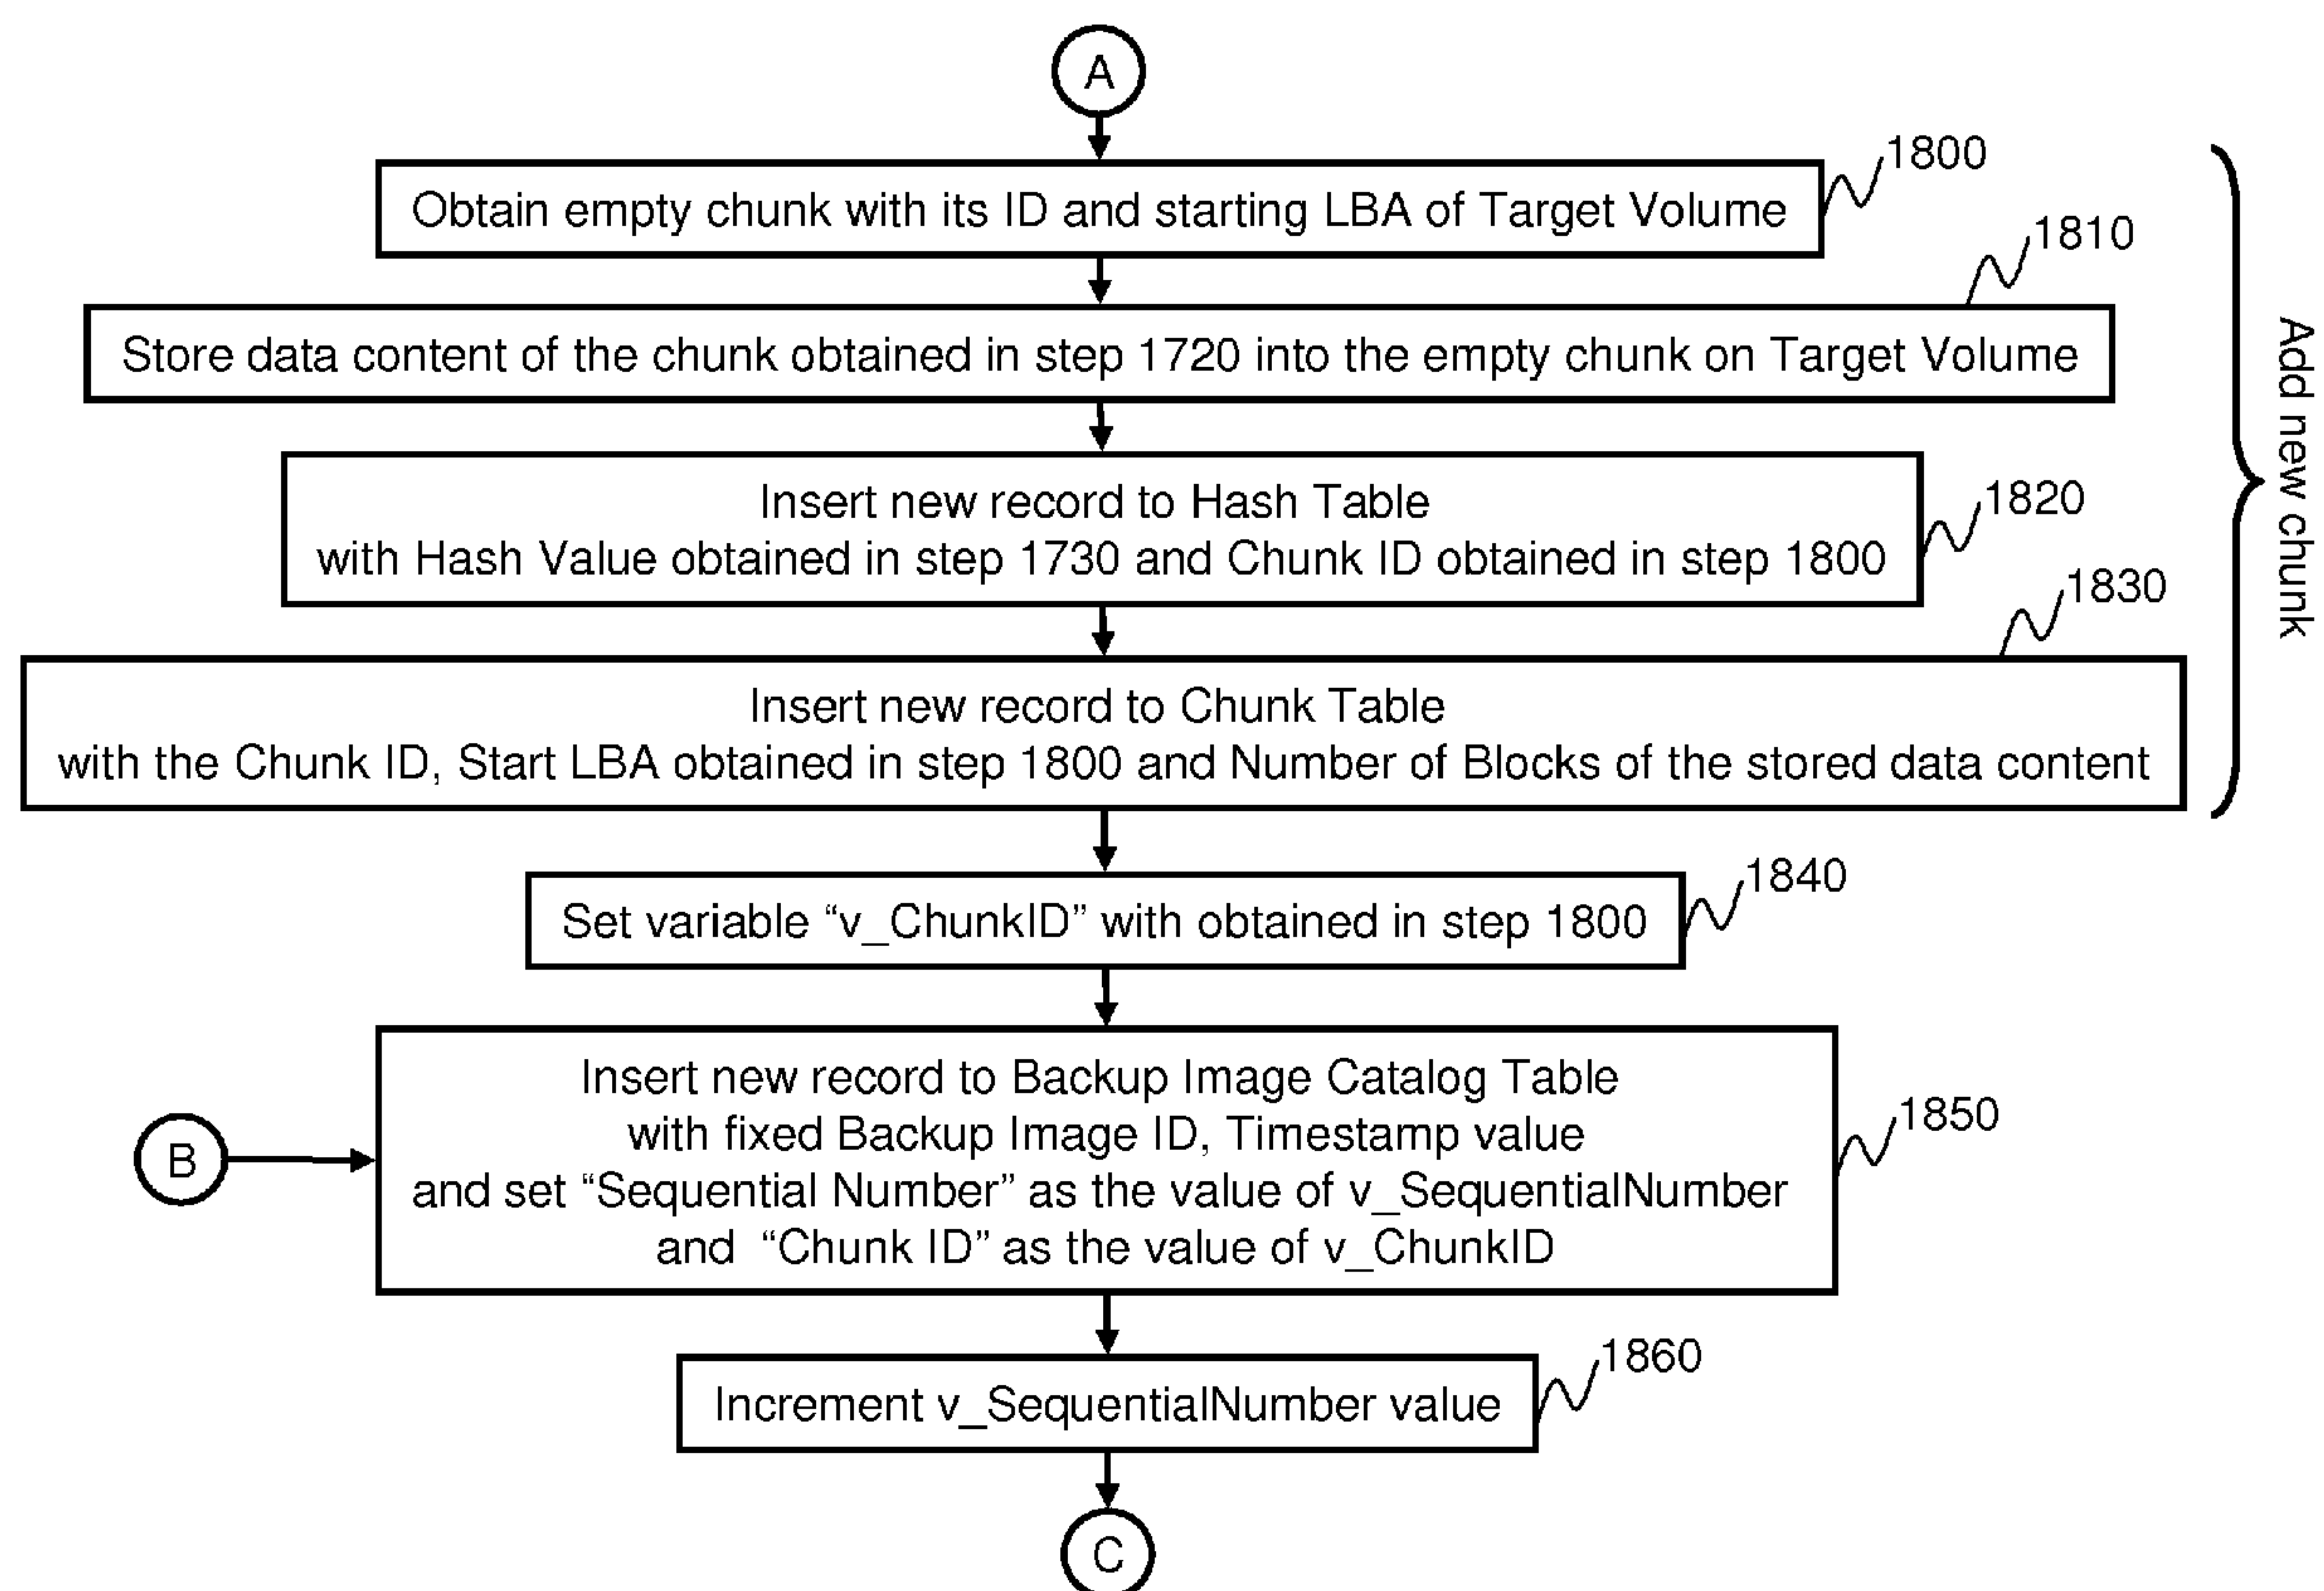 A
1800
Obtain empty chunk with its ID and starting LBA of Target Volume
1810
Store data content of the chunk obtained in step 1720 into the empty chunk on Target Volume
Insert new record to Hash Table
with Hash Value obtained in step 1730 and Chunk ID obtained in step 1800
1820
1830
Insert new record to Chunk Table
with the Chunk ID, Start LBA obtained in step 1800 and Number of Blocks of the stored data content
Add new chunk
1840
Set variable “v_ChunkID” with obtained in step 1800
Insert new record to Backup Image Catalog Table
with fixed Backup Image ID, Timestamp value
and set “Sequential Number” as the value of v_SequentialNumber
and “Chunk ID” as the value of v_ChunkID
1850
B
1860
Increment v_SequentialNumber value
C